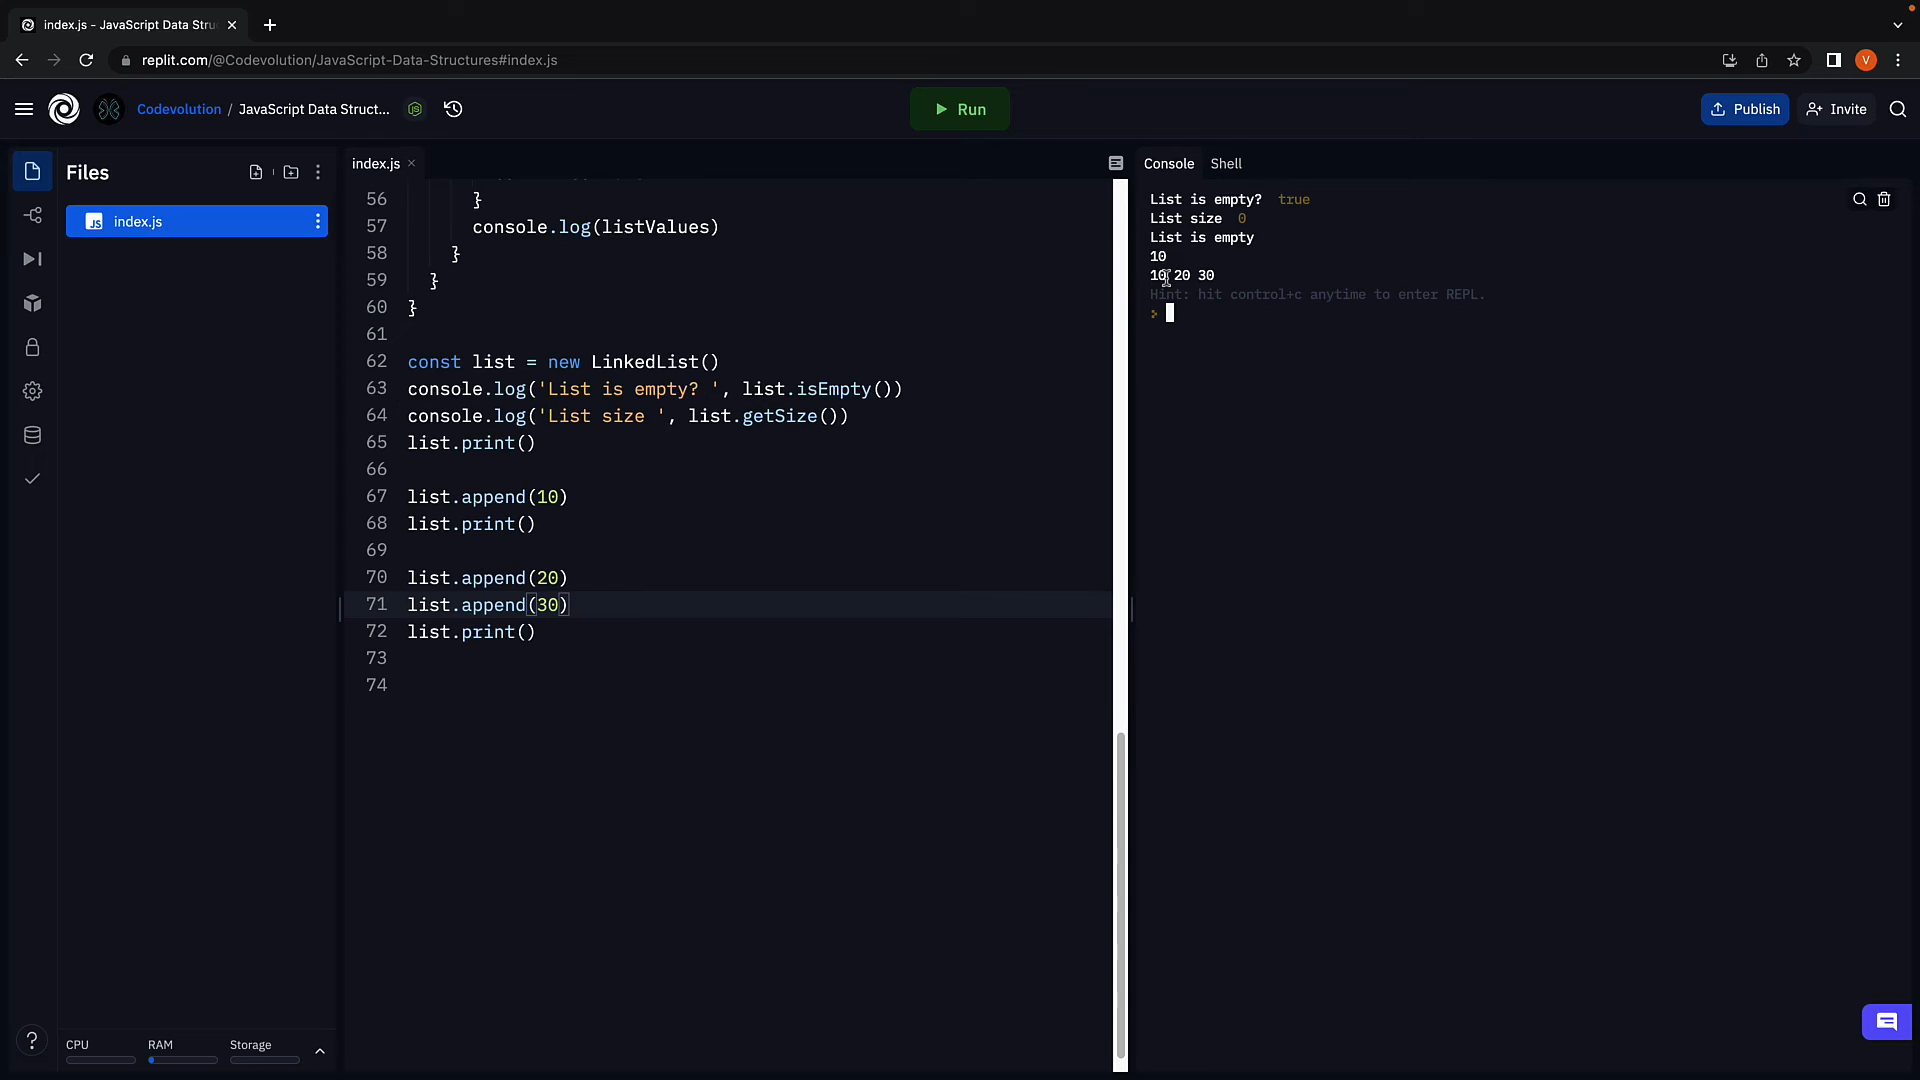 index.js - JavaScript Data Stru
replit.com/@Codevolution/JavaScript-Data-Structures#index.js
V
Codevolution / JavaScript Data Struct...
Run
Publish
Invite
Files
index.js
index.js
56 }
57 console.log(listValues)
58 }
59 }
60 }
61
62 const list = new LinkedList()
63 console.log('List is empty? ', list.isEmpty())
64 console.log('List size ', list.getSize())
65 list.print()
66
67 list.append(10)
68 list.print()
69
70 list.append(20)
71 list.append(30)
72 list.print()
73
74
Console Shell
List is empty? true
List size 0
List is empty
10
10 20 30
Hint: hit control+c anytime to enter REPL.
CPU RAM Storage